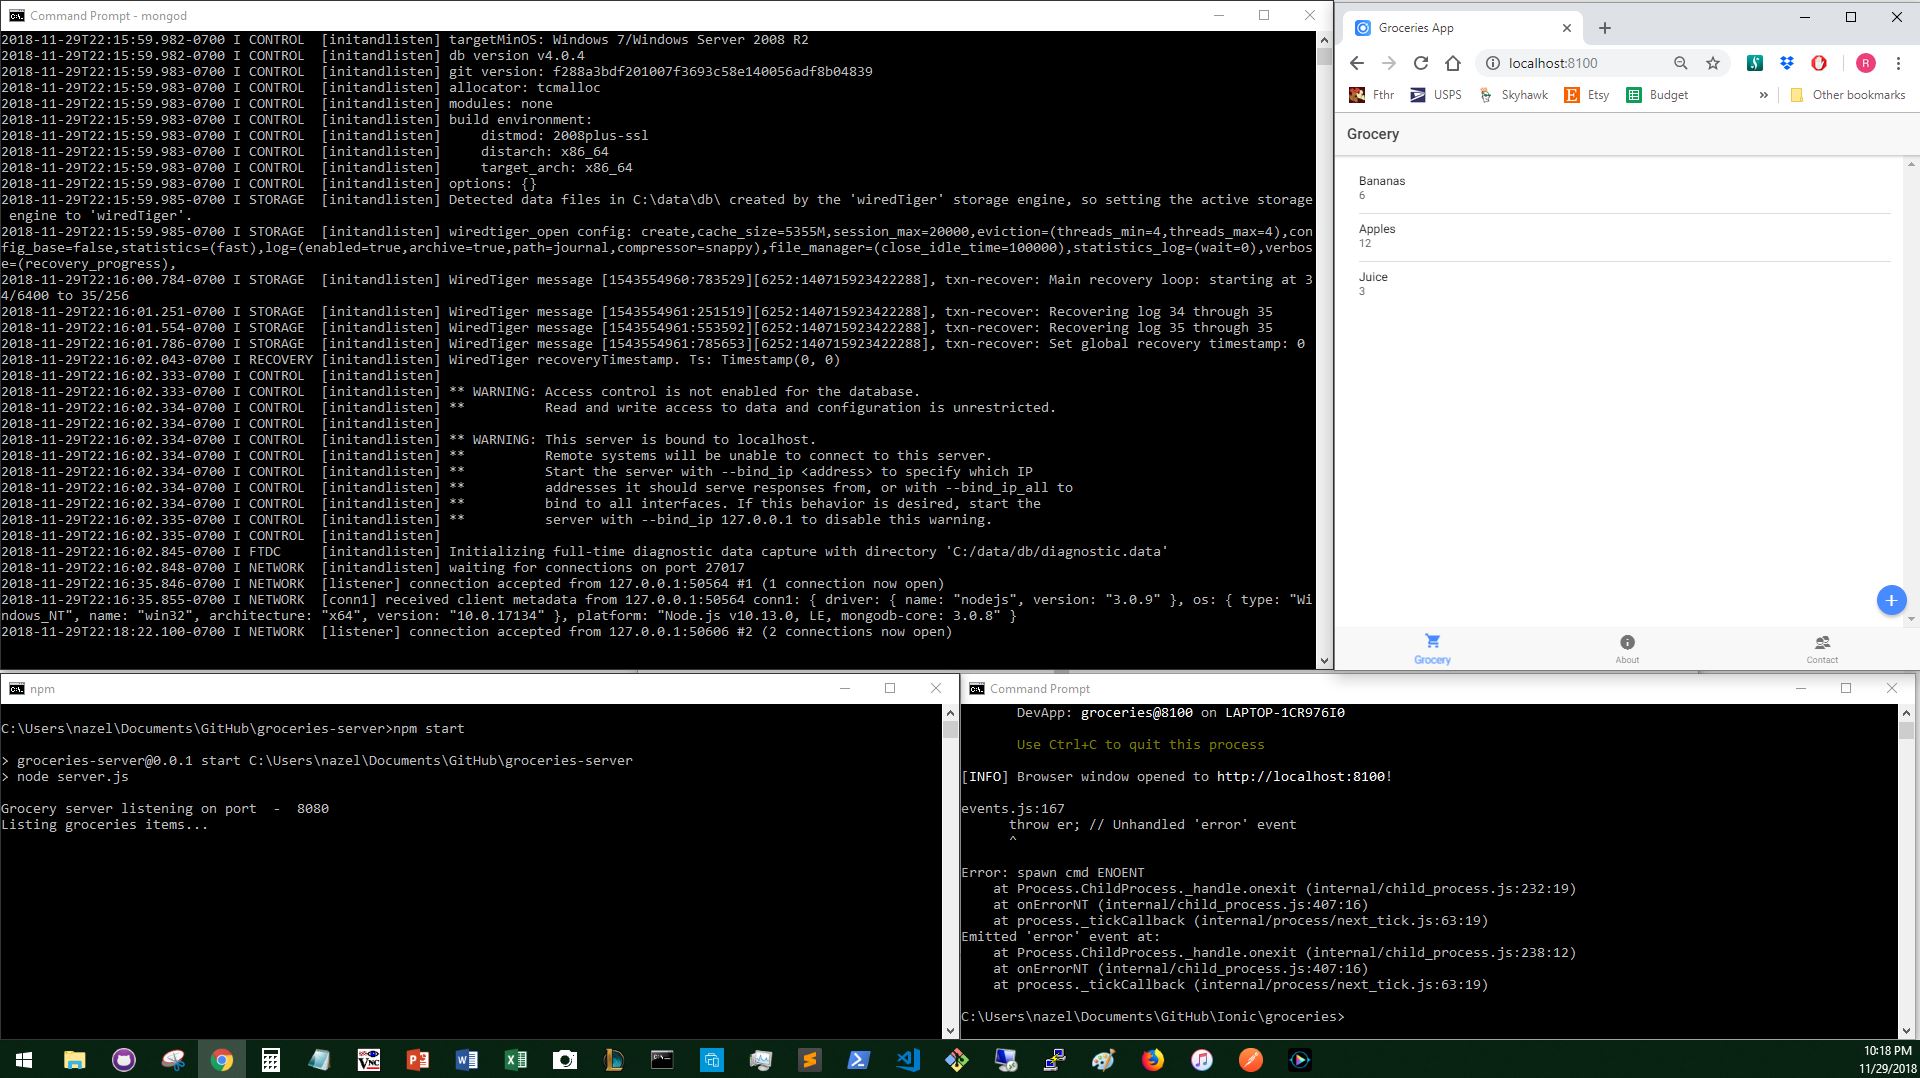 Command Prompt - mongod
2018-11-29T22:15:59.982-0700 I CONTROL  [initandlisten] targetMinOS: Windows 7/Windows Server 2008 R2
2018-11-29T22:15:59.982-0700 I CONTROL  [initandlisten] db version v4.0.4
2018-11-29T22:15:59.983-0700 I CONTROL  [initandlisten] git version: f288a3bdf201007f3693c58e140056adf8b04839
2018-11-29T22:15:59.983-0700 I CONTROL  [initandlisten] allocator: tcmalloc
2018-11-29T22:15:59.983-0700 I CONTROL  [initandlisten] modules: none
2018-11-29T22:15:59.983-0700 I CONTROL  [initandlisten] build environment:
2018-11-29T22:15:59.983-0700 I CONTROL  [initandlisten]     distmod: 2008plus-ssl
2018-11-29T22:15:59.983-0700 I CONTROL  [initandlisten]     distarch: x86_64
2018-11-29T22:15:59.983-0700 I CONTROL  [initandlisten]     target_arch: x86_64
2018-11-29T22:15:59.983-0700 I CONTROL  [initandlisten] options: {}
2018-11-29T22:15:59.985-0700 I STORAGE  [initandlisten] Detected data files in C:\data\db\ created by the 'wiredTiger' storage engine, so setting the active storage
 engine to 'wiredTiger'.
2018-11-29T22:15:59.985-0700 I STORAGE  [initandlisten] wiredtiger_open config: create,cache_size=5355M,session_max=20000,eviction=(threads_min=4,threads_max=4),con
fig_base=false,statistics=(fast),log=(enabled=true,archive=true,path=journal,compressor=snappy),file_manager=(close_idle_time=100000),statistics_log=(wait=0),verbos
e=(recovery_progress),
2018-11-29T22:16:00.784-0700 I STORAGE  [initandlisten] WiredTiger message [1543554960:783529][6252:140715923422288], txn-recover: Main recovery loop: starting at 3
4/6400 to 35/256
2018-11-29T22:16:01.251-0700 I STORAGE  [initandlisten] WiredTiger message [1543554961:251519][6252:140715923422288], txn-recover: Recovering log 34 through 35
2018-11-29T22:16:01.554-0700 I STORAGE  [initandlisten] WiredTiger message [1543554961:553592][6252:140715923422288], txn-recover: Recovering log 35 through 35
2018-11-29T22:16:01.786-0700 I STORAGE  [initandlisten] WiredTiger message [1543554961:785653][6252:140715923422288], txn-recover: Set global recovery timestamp: 0
2018-11-29T22:16:02.043-0700 I RECOVERY [initandlisten] WiredTiger recoveryTimestamp. Ts: Timestamp(0, 0)
2018-11-29T22:16:02.333-0700 I CONTROL  [initandlisten]
2018-11-29T22:16:02.333-0700 I CONTROL  [initandlisten] ** WARNING: Access control is not enabled for the database.
2018-11-29T22:16:02.334-0700 I CONTROL  [initandlisten] **          Read and write access to data and configuration is unrestricted.
2018-11-29T22:16:02.334-0700 I CONTROL  [initandlisten]
2018-11-29T22:16:02.334-0700 I CONTROL  [initandlisten] ** WARNING: This server is bound to localhost.
2018-11-29T22:16:02.334-0700 I CONTROL  [initandlisten] **          Remote systems will be unable to connect to this server.
2018-11-29T22:16:02.334-0700 I CONTROL  [initandlisten] **          Start the server with --bind_ip <address> to specify which IP
2018-11-29T22:16:02.334-0700 I CONTROL  [initandlisten] **          addresses it should serve responses from, or with --bind_ip_all to
2018-11-29T22:16:02.335-0700 I CONTROL  [initandlisten] **          bind to all interfaces. If this behavior is desired, start the
2018-11-29T22:16:02.335-0700 I CONTROL  [initandlisten] **          server with --bind_ip 127.0.0.1 to disable this warning.
2018-11-29T22:16:02.335-0700 I CONTROL  [initandlisten]
2018-11-29T22:16:02.845-0700 I FTDC     [initandlisten] Initializing full-time diagnostic data capture with directory 'C:/data/db/diagnostic.data'
2018-11-29T22:16:02.848-0700 I NETWORK  [initandlisten] waiting for connections on port 27017
2018-11-29T22:16:35.846-0700 I NETWORK  [listener] connection accepted from 127.0.0.1:50564 #1 (1 connection now open)
2018-11-29T22:16:35.855-0700 I NETWORK  [conn1] received client metadata from 127.0.0.1:50564 conn1: { driver: { name: "nodejs", version: "3.0.9" }, os: { type: "Wi
ndows_NT", name: "win32", architecture: "x64", version: "10.0.17134" }, platform: "Node.js v10.13.0, LE, mongodb-core: 3.0.8" }
2018-11-29T22:18:22.100-0700 I NETWORK  [listener] connection accepted from 127.0.0.1:50606 #2 (2 connections now open)
Groceries App
localhost:8100
R
Fthr USPS Skyhawk Etsy Budget » Other bookmarks
Grocery
Bananas
6
Apples
12
Juice
3
+
Grocery About Contact
npm
C:\Users\nazel\Documents\GitHub\groceries-server>npm start
> groceries-server@0.0.1 start C:\Users\nazel\Documents\GitHub\groceries-server
> node server.js
Grocery server listening on port  -  8080
Listing groceries items...
Command Prompt
DevApp: groceries@8100 on LAPTOP-1CR976I0
Use Ctrl+C to quit this process
[INFO] Browser window opened to http://localhost:8100!
events.js:167
      throw er; // Unhandled 'error' event
      ^
Error: spawn cmd ENOENT
    at Process.ChildProcess._handle.onexit (internal/child_process.js:232:19)
    at onErrorNT (internal/child_process.js:407:16)
    at process._tickCallback (internal/process/next_tick.js:63:19)
Emitted 'error' event at:
    at Process.ChildProcess._handle.onexit (internal/child_process.js:238:12)
    at onErrorNT (internal/child_process.js:407:16)
    at process._tickCallback (internal/process/next_tick.js:63:19)
C:\Users\nazel\Documents\GitHub\Ionic\groceries>
10:18 PM
11/29/2018